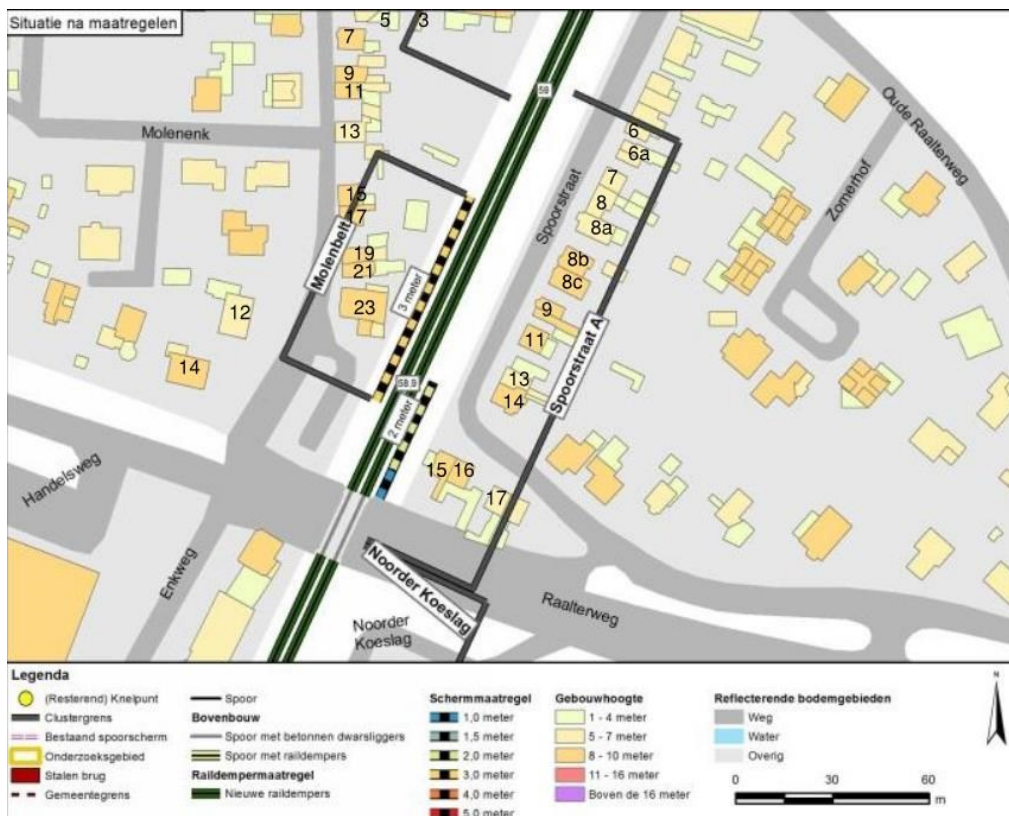 Situatie na maatregelen
5
3
7
9
11
13
15
17
19
21
23
12
14
Molenenk
Molenbelt
Handelsweg
Enkweg
59
3 meter
58.9
2 meter
Spoorstraat
6
6a
7
8
8a
8b
8c
9
11
13
14
15
16
17
Spoorstraat A
Oude Raalterweg
Zomerhof
Noorder Koeslag
Noorder
Koeslag
Raalterweg
Legenda
(Resterend) Knelpunt
Clustergrens
Bestaand spoorscherm
Onderzoeksgebied
Stalen brug
Gemeentegrens
Spoor
Bovenbouw
Spoor met betonnen dwarsliggers
Spoor met raildempers
Raildempermaatregel
Nieuwe raildempers
Schermmaatregel
1,0 meter
1,5 meter
2,0 meter
3,0 meter
4,0 meter
5,0 meter
Gebouwhoogte
1 - 4 meter
5 - 7 meter
8 - 10 meter
11 - 16 meter
Boven de 16 meter
Reflecterende bodemgebieden
Weg
Water
Overig
N
0 30 60
m